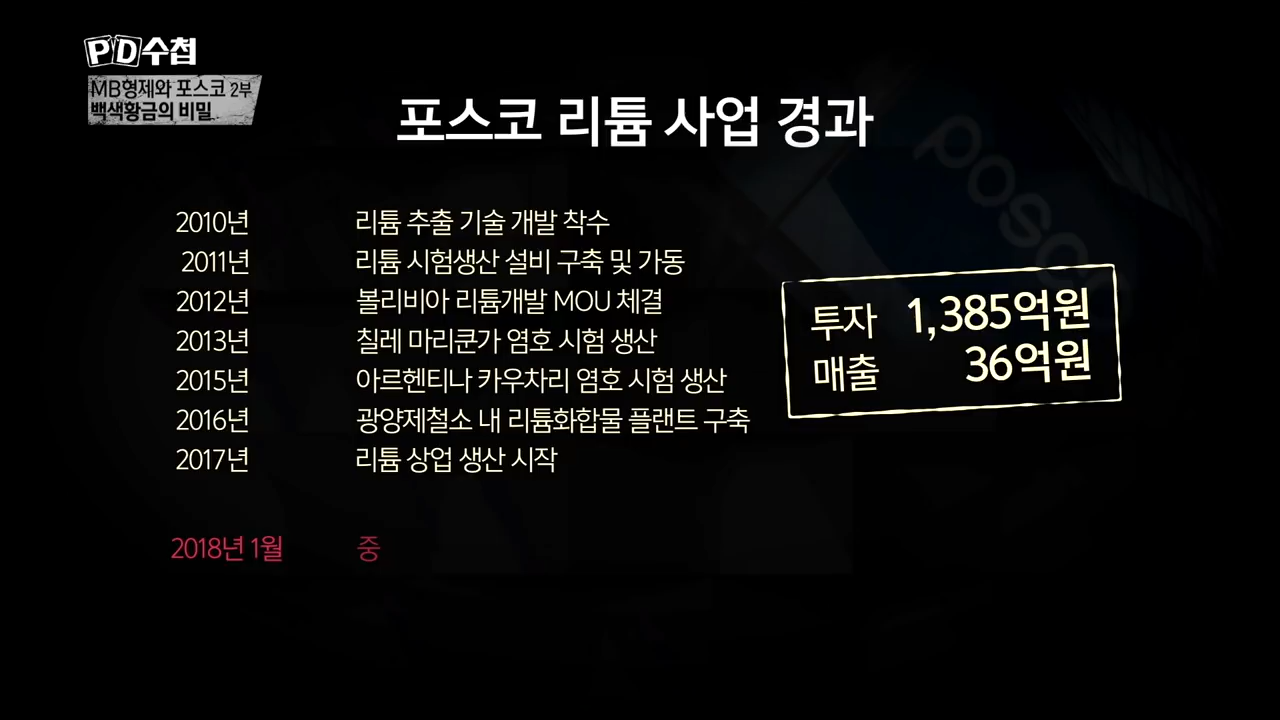 PD수첩
MB형제와 포스코 2부
백색황금의 비밀
포스코 리튬 사업 경과
posco
2010년 리튬 추출 기술 개발 착수
2011년 리튬 시험생산 설비 구축 및 가동
2012년 볼리비아 리튬개발 MOU 체결
2013년 칠레 마리쿤가 염호 시험 생산
2015년 아르헨티나 카우차리 염호 시험 생산
2016년 광양제철소 내 리튬화합물 플랜트 구축
2017년 리튬 상업 생산 시작
투자 1,385억원
매출 36억원
2018년 1월 중